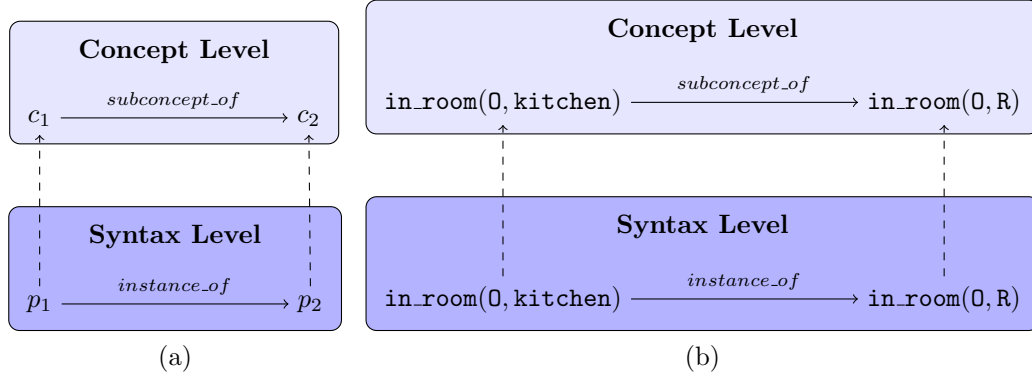 Concept Level
subconcept_of
c₁ c₂
Syntax Level
instance_of
p₁ p₂
(a)
Concept Level
subconcept_of
in_room(O, kitchen) in_room(O, R)
Syntax Level
instance_of
in_room(O, kitchen) in_room(O, R)
(b)